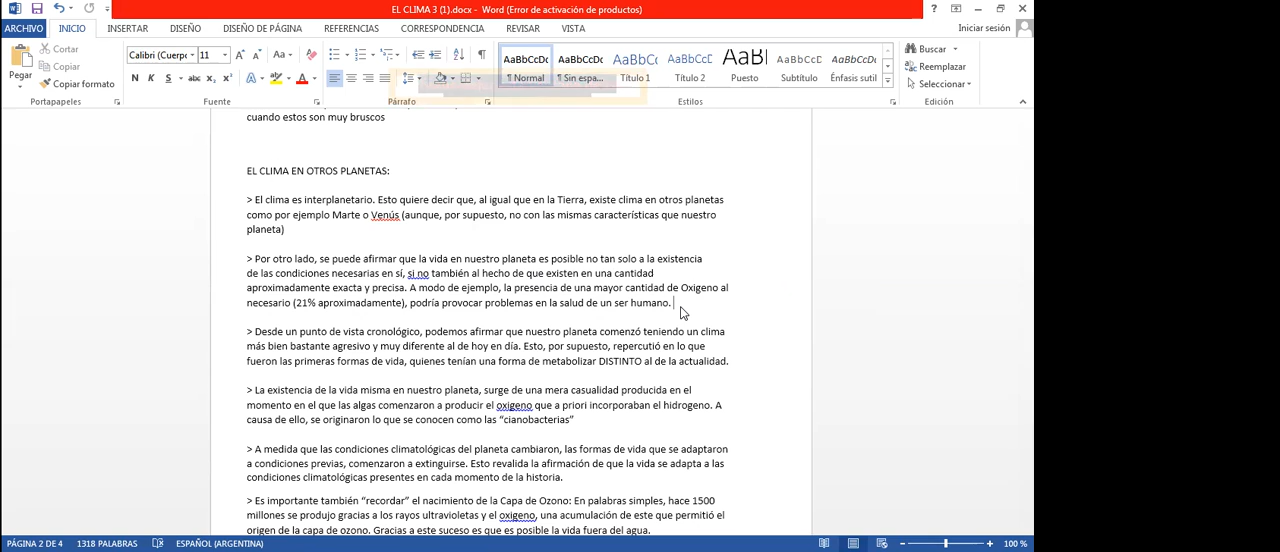 EL CLIMA 3 (1).docx - Word (Error de activación de productos)
ARCHIVO INICIO INSERTAR DISEÑO DISEÑO DE PÁGINA REFERENCIAS CORRESPONDENCIA REVISAR VISTA Iniciar sesión
Pegar
Cortar
Copiar
Copiar formato
Portapapeles
Calibri (Cuerpo 11
Fuente
Párrafo
AaBbCcDc AaBbCcDc AaBbCc AaBbCcD AaBl AaBbCcD AaBbCcDc
¶ Normal ¶ Sin espa... Título 1 Título 2 Puesto Subtítulo Énfasis sutil
Estilos
Buscar
Reemplazar
Seleccionar
Edición
cuando estos son muy bruscos
EL CLIMA EN OTROS PLANETAS:
> El clima es interplanetario. Esto quiere decir que, al igual que en la Tierra, existe clima en otros planetas
como por ejemplo Marte o Venús (aunque, por supuesto, no con las mismas características que nuestro
planeta)
> Por otro lado, se puede afirmar que la vida en nuestro planeta es posible no tan solo a la existencia
de las condiciones necesarias en sí, si no también al hecho de que existen en una cantidad
aproximadamente exacta y precisa. A modo de ejemplo, la presencia de una mayor cantidad de Oxigeno al
necesario (21% aproximadamente), podría provocar problemas en la salud de un ser humano.
> Desde un punto de vista cronológico, podemos afirmar que nuestro planeta comenzó teniendo un clima
más bien bastante agresivo y muy diferente al de hoy en día. Esto, por supuesto, repercutió en lo que
fueron las primeras formas de vida, quienes tenían una forma de metabolizar DISTINTO al de la actualidad.
> La existencia de la vida misma en nuestro planeta, surge de una mera casualidad producida en el
momento en el que las algas comenzaron a producir el oxigeno que a priori incorporaban el hidrogeno. A
causa de ello, se originaron lo que se conocen como las “cianobacterias”
> A medida que las condiciones climatológicas del planeta cambiaron, las formas de vida que se adaptaron
a condiciones previas, comenzaron a extinguirse. Esto revalida la afirmación de que la vida se adapta a las
condiciones climatológicas presentes en cada momento de la historia.
> Es importante también “recordar” el nacimiento de la Capa de Ozono: En palabras simples, hace 1500
millones se produjo gracias a los rayos ultravioletas y el oxigeno, una acumulación de este que permitió el
origen de la capa de ozono. Gracias a este suceso es que es posible la vida fuera del agua.
PÁGINA 2 DE 4 1318 PALABRAS ESPAÑOL (ARGENTINA) 100 %